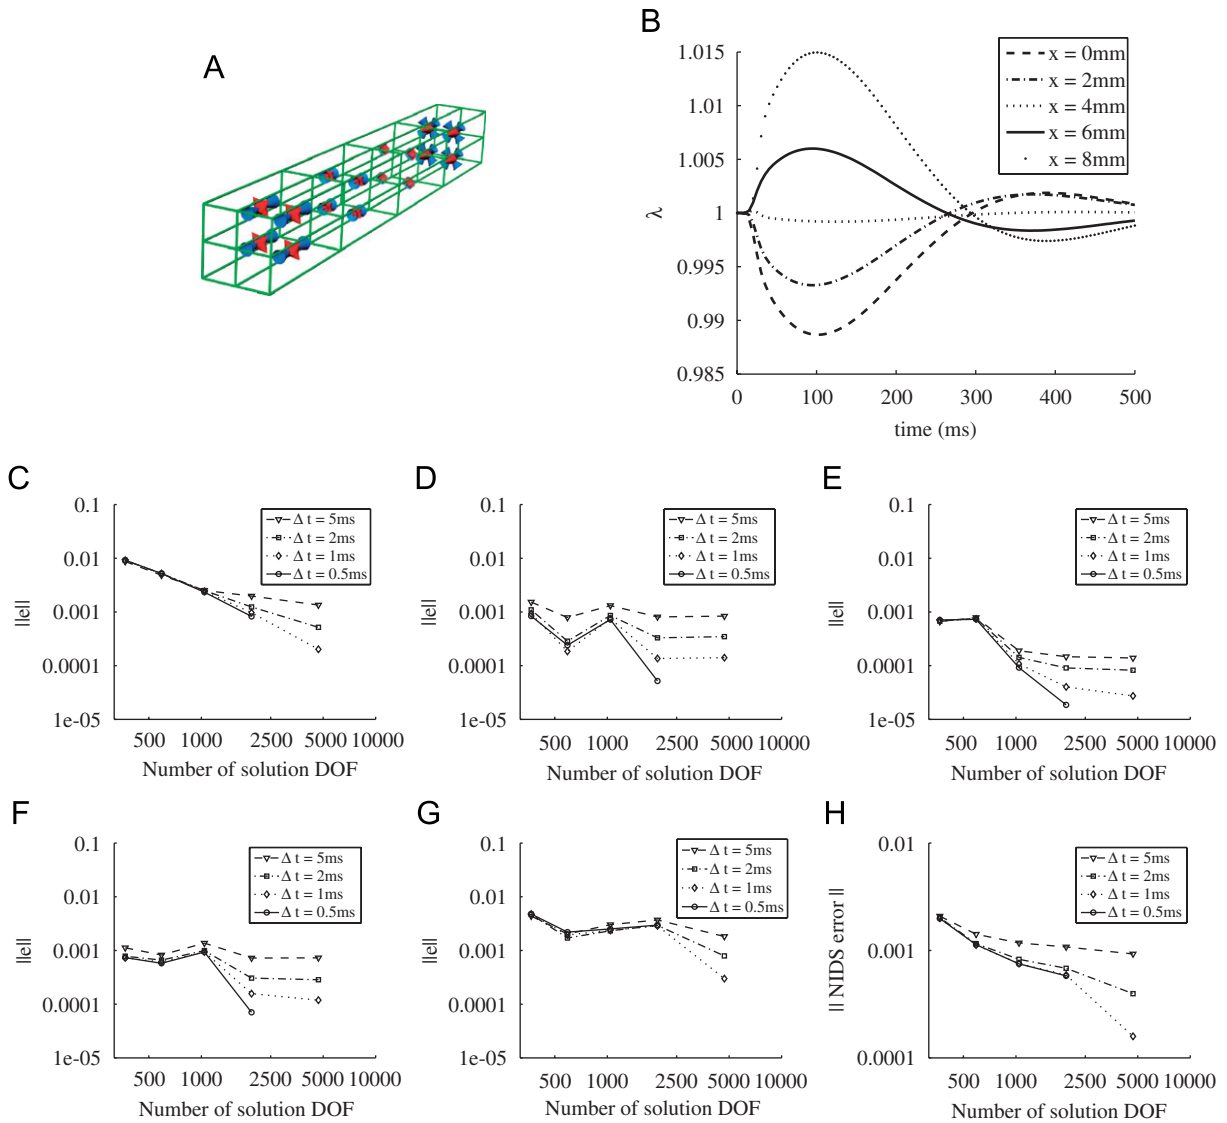 A
B
λ
1.015
1.01
1.005
1
0.995
0.99
0.985
0 100 200 300 400 500
time (ms)
x = 0mm
x = 2mm
x = 4mm
x = 6mm
x = 8mm
C
||e||
0.1
0.01
0.001
0.0001
1e-05
500 1000 2500 5000 10000
Number of solution DOF
Δ t = 5ms
Δ t = 2ms
Δ t = 1ms
Δ t = 0.5ms
D
||e||
0.1
0.01
0.001
0.0001
1e-05
500 1000 2500 5000 10000
Number of solution DOF
Δ t = 5ms
Δ t = 2ms
Δ t = 1ms
Δ t = 0.5ms
E
||e||
0.1
0.01
0.001
0.0001
1e-05
500 1000 2500 5000 10000
Number of solution DOF
Δ t = 5ms
Δ t = 2ms
Δ t = 1ms
Δ t = 0.5ms
F
||e||
0.1
0.01
0.001
0.0001
1e-05
500 1000 2500 5000 10000
Number of solution DOF
Δ t = 5ms
Δ t = 2ms
Δ t = 1ms
Δ t = 0.5ms
G
||e||
0.1
0.01
0.001
0.0001
1e-05
500 1000 2500 5000 10000
Number of solution DOF
Δ t = 5ms
Δ t = 2ms
Δ t = 1ms
Δ t = 0.5ms
H
|| NIDS error ||
0.01
0.001
0.0001
500 1000 2500 5000 10000
Number of solution DOF
Δ t = 5ms
Δ t = 2ms
Δ t = 1ms
Δ t = 0.5ms